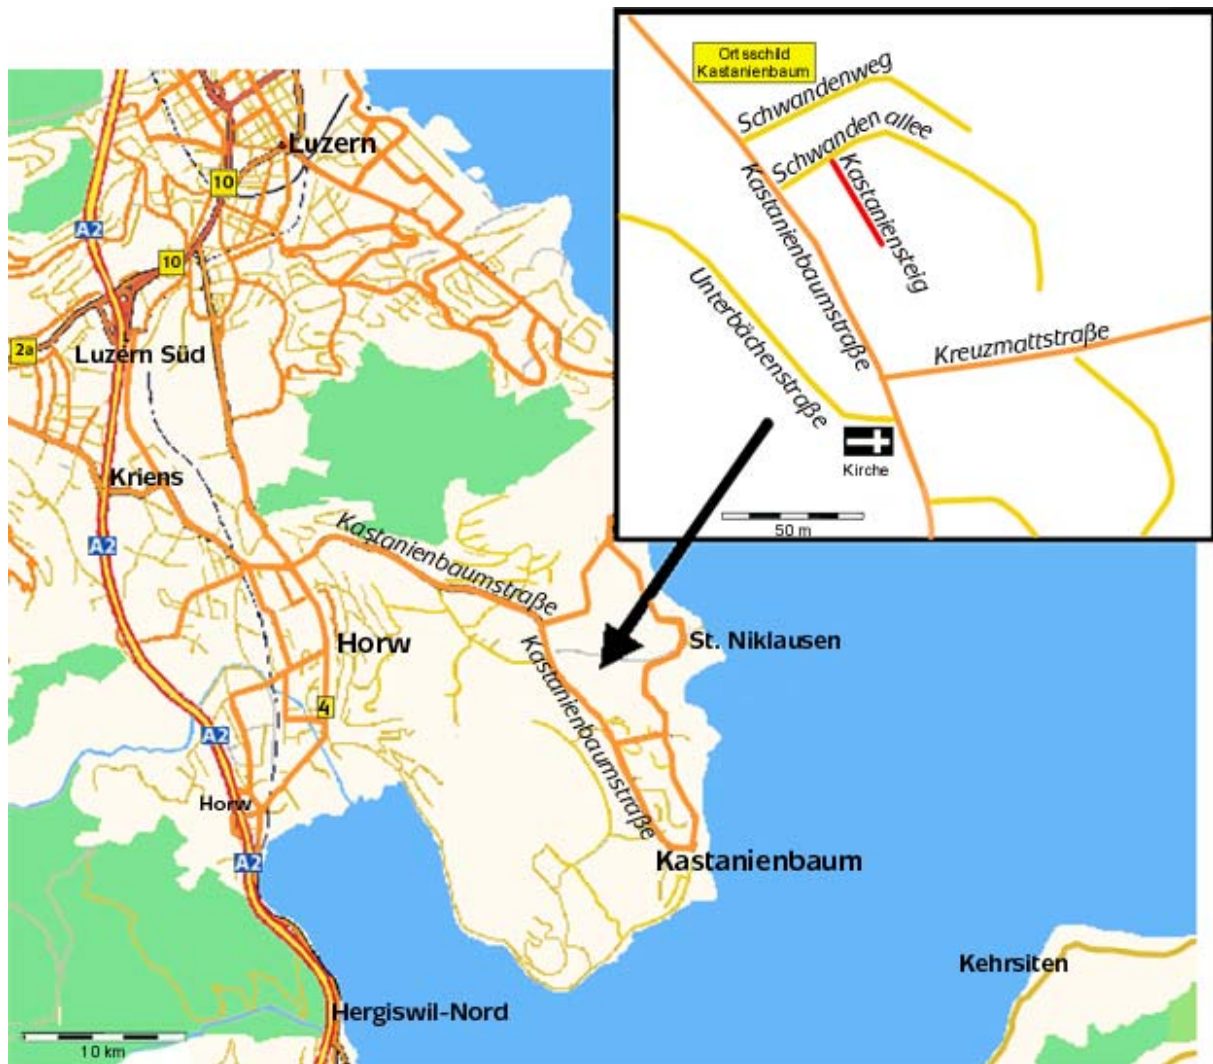 Ortsschild
Kastanienbaum
Schwandenweg
Schwanden allee
Kastaniensteig
Kastanienbaumstraße
Unterbächenstraße
Kreuzmattstraße
Kirche
50 m
Luzern
10
A2
10
2a
Luzern Süd
Kriens
A2
Kastanienbaumstraße
Horw
St. Niklausen
Kastanienbaumstraße
4
A2
Horw
A2
Kastanienbaum
Kehrsiten
Hergiswil-Nord
10 km